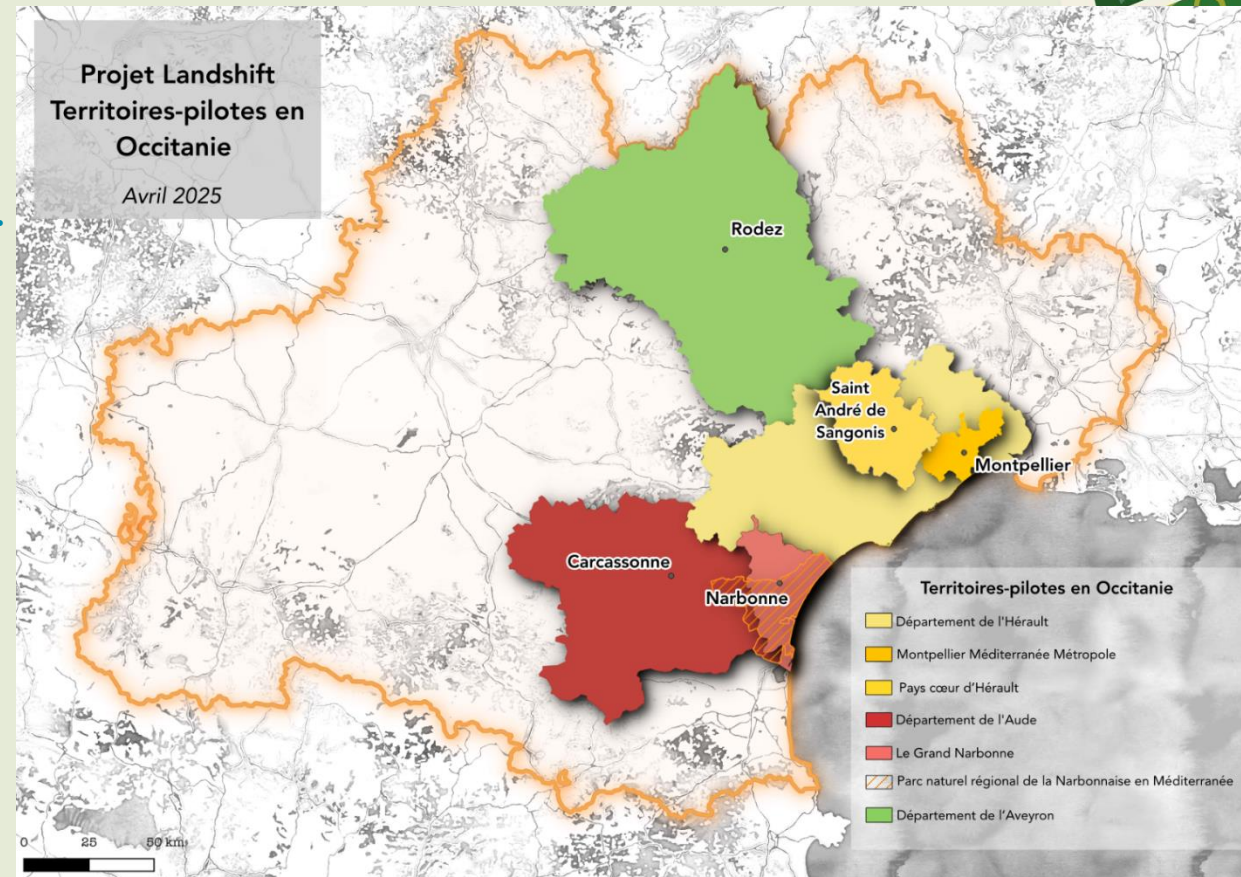 Projet Landshift
Territoires-pilotes en
Occitanie
Avril 2025
Rodez
Saint
André de
Sangonis
Montpellier
Carcassonne
Narbonne
Territoires-pilotes en Occitanie
Département de l'Hérault
Montpellier Méditerranée Métropole
Pays cœur d'Hérault
Département de l'Aude
Le Grand Narbonne
Parc naturel régional de la Narbonnaise en Méditerranée
Département de l'Aveyron
0 25 50 km